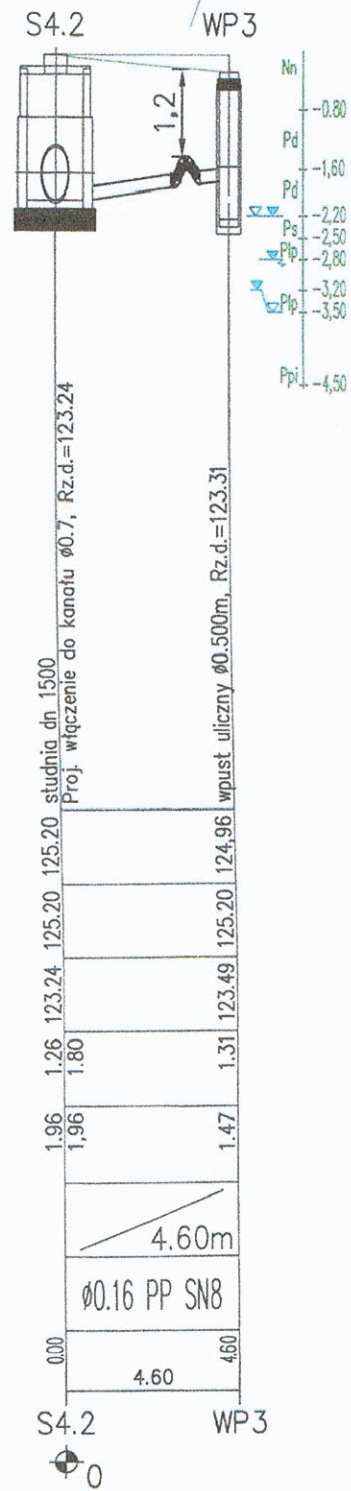 S4.2 WP3
1,2
Nn
-0.80
Pd
-1,60
Pd
-2,20
Ps
-2,50
Płp
-2,80
-3,20
Płp
-3,50
Ppi
-4,50
studnia dn 1500
Proj. włączenie do kanału ø0.7, Rz.d.=123.24
wpust uliczny ø0.500m, Rz.d.=123.31
125.20 124,96
125.20 125.20
123.24 123.49
1.26 1.80 1.31
1.96 1,96 1.47
4.60m
ø0.16 PP SN8
0.00 4.60
4.60
S4.2 WP3
0